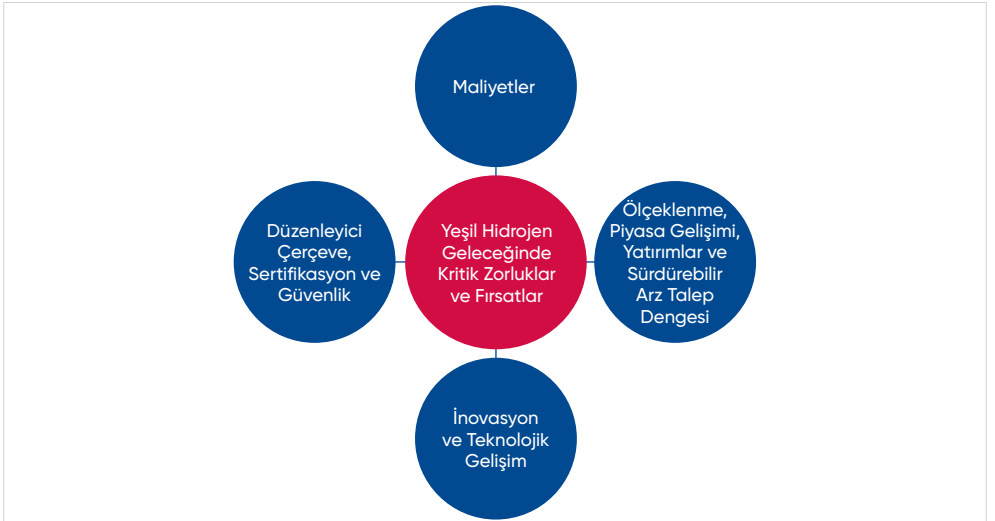 Maliyetler
Düzenleyici
Çerçeve,
Sertifikasyon ve
Güvenlik
Yeşil Hidrojen
Geleceğinde
Kritik Zorluklar
ve Fırsatlar
Ölçeklenme,
Piyasa Gelişimi,
Yatırımlar ve
Sürdürebilir
Arz Talep
Dengesi
İnovasyon
ve Teknolojik
Gelişim